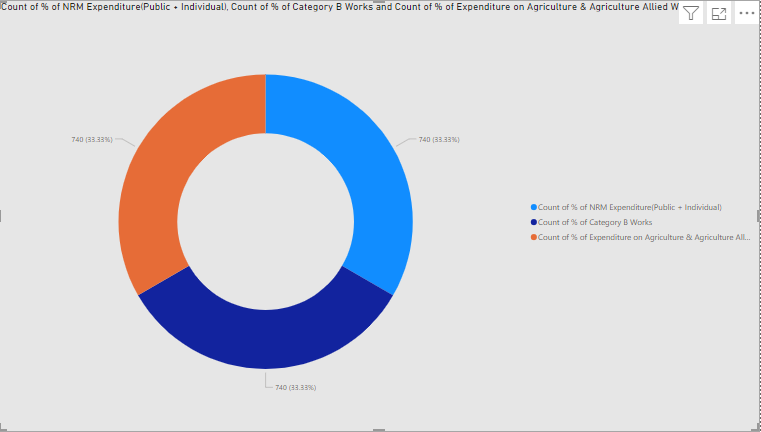 Count of % of NRM Expenditure(Public + Individual), Count of % of Category B Works and Count of % of Expenditure on Agriculture & Agriculture Allied W
740 (33.33%)
740 (33.33%)
Count of % of NRM Expenditure(Public + Individual)
Count of % of Category B Works
Count of % of Expenditure on Agriculture & Agriculture All...
740 (33.33%)